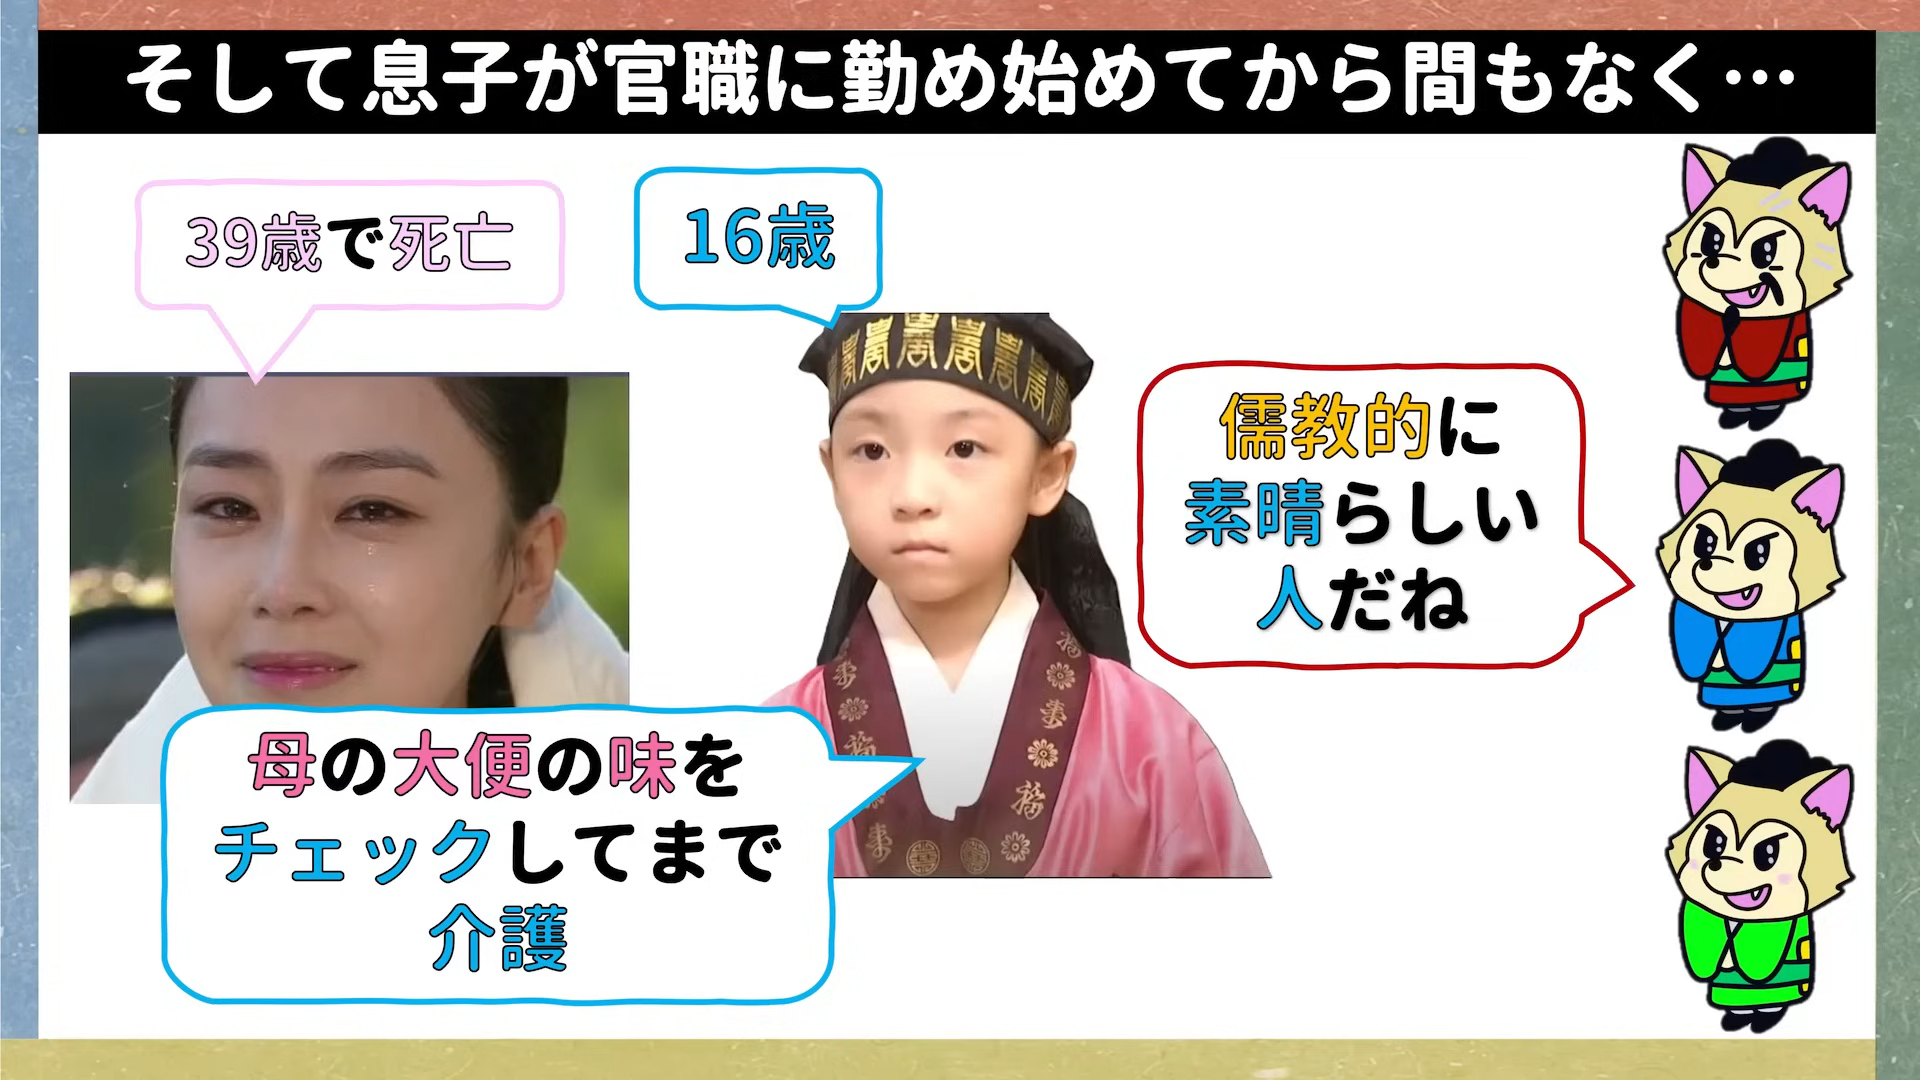 そして息子が官職に勤め始めてから間もなく…
39歳で死亡
16歳
儒教的に
素晴らしい
人だね
母の大便の味を
チェックしてまで
介護